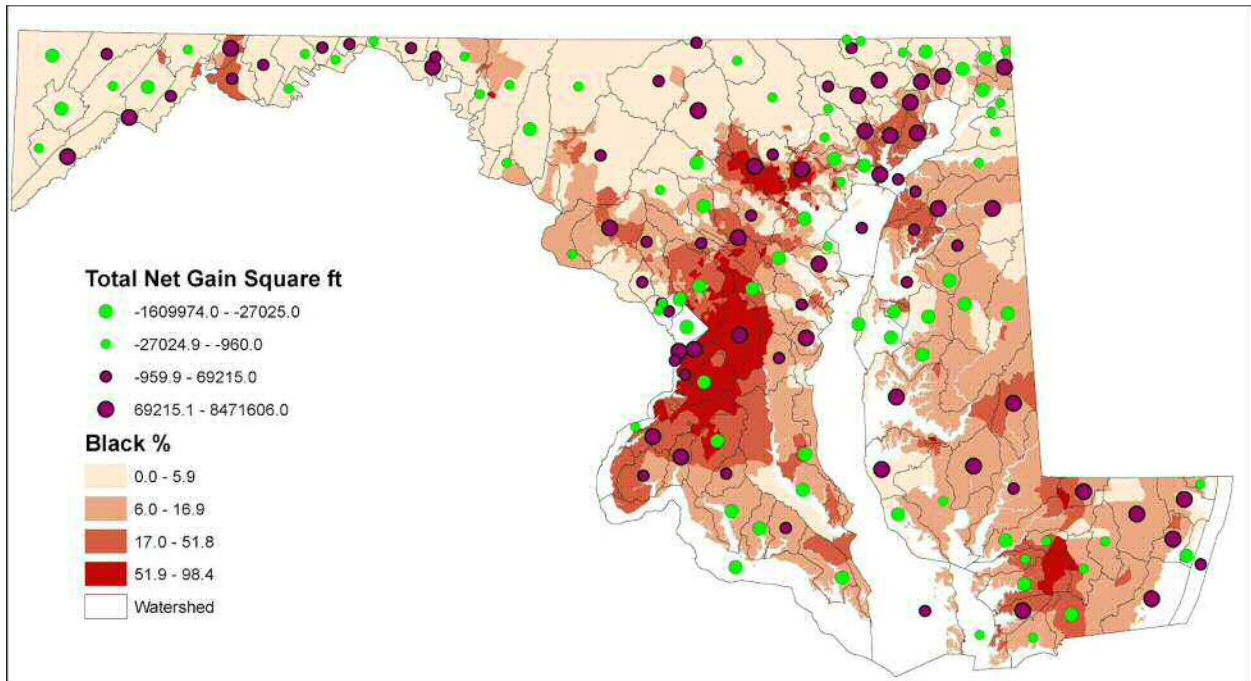 Total Net Gain Square ft
-1609974.0 - -27025.0
-27024.9 - -960.0
-959.9 - 69215.0
69215.1 - 8471606.0
Black %
0.0 - 5.9
6.0 - 16.9
17.0 - 51.8
51.9 - 98.4
Watershed